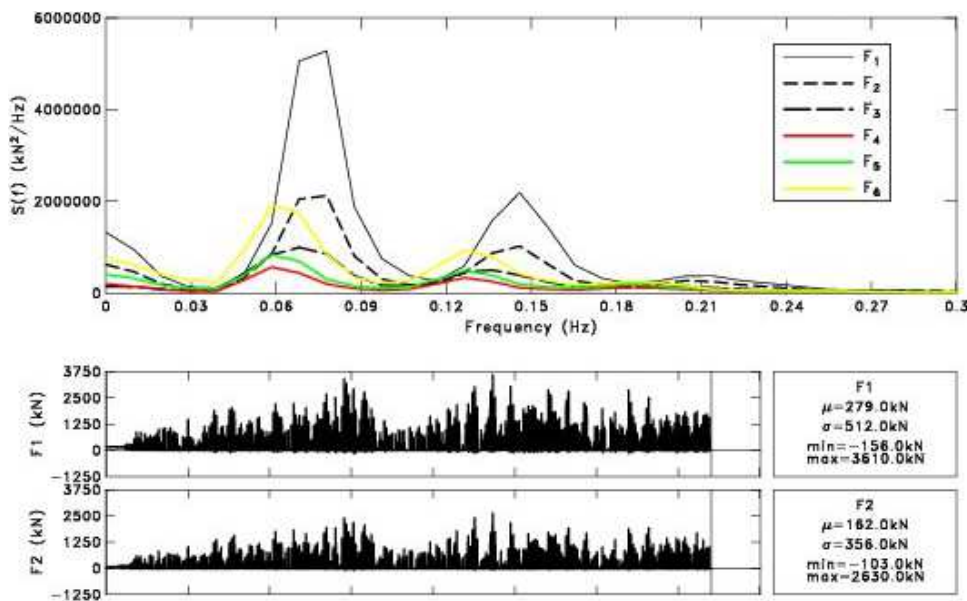 6000000
4000000
2000000
0
S(f) (kN²/Hz)
0 0.03 0.06 0.09 0.12 0.15 0.18 0.21 0.24 0.27 0.3
Frequency (Hz)
F₁
F₂
F₃
F₄
F₅
F₆
3750
2500
1250
0
−1250
F1 (kN)
F1
μ=279.0kN
σ=512.0kN
min=−156.0kN
max=3610.0kN
3750
2500
1250
0
−1250
F2 (kN)
F2
μ=162.0kN
σ=356.0kN
min=−103.0kN
max=2630.0kN